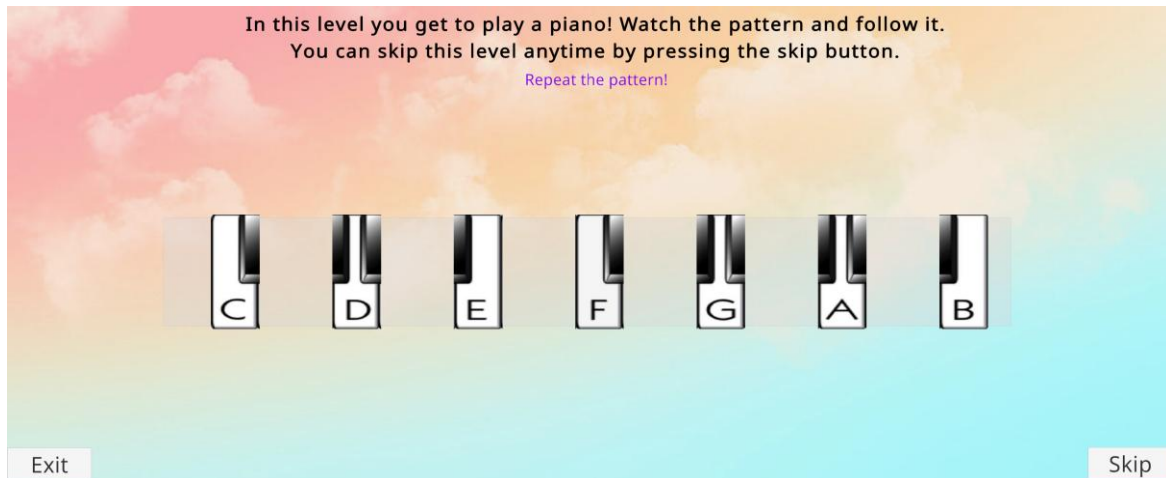 In this level you get to play a piano! Watch the pattern and follow it.
You can skip this level anytime by pressing the skip button.
Repeat the pattern!
C D E F G A B
Exit
Skip